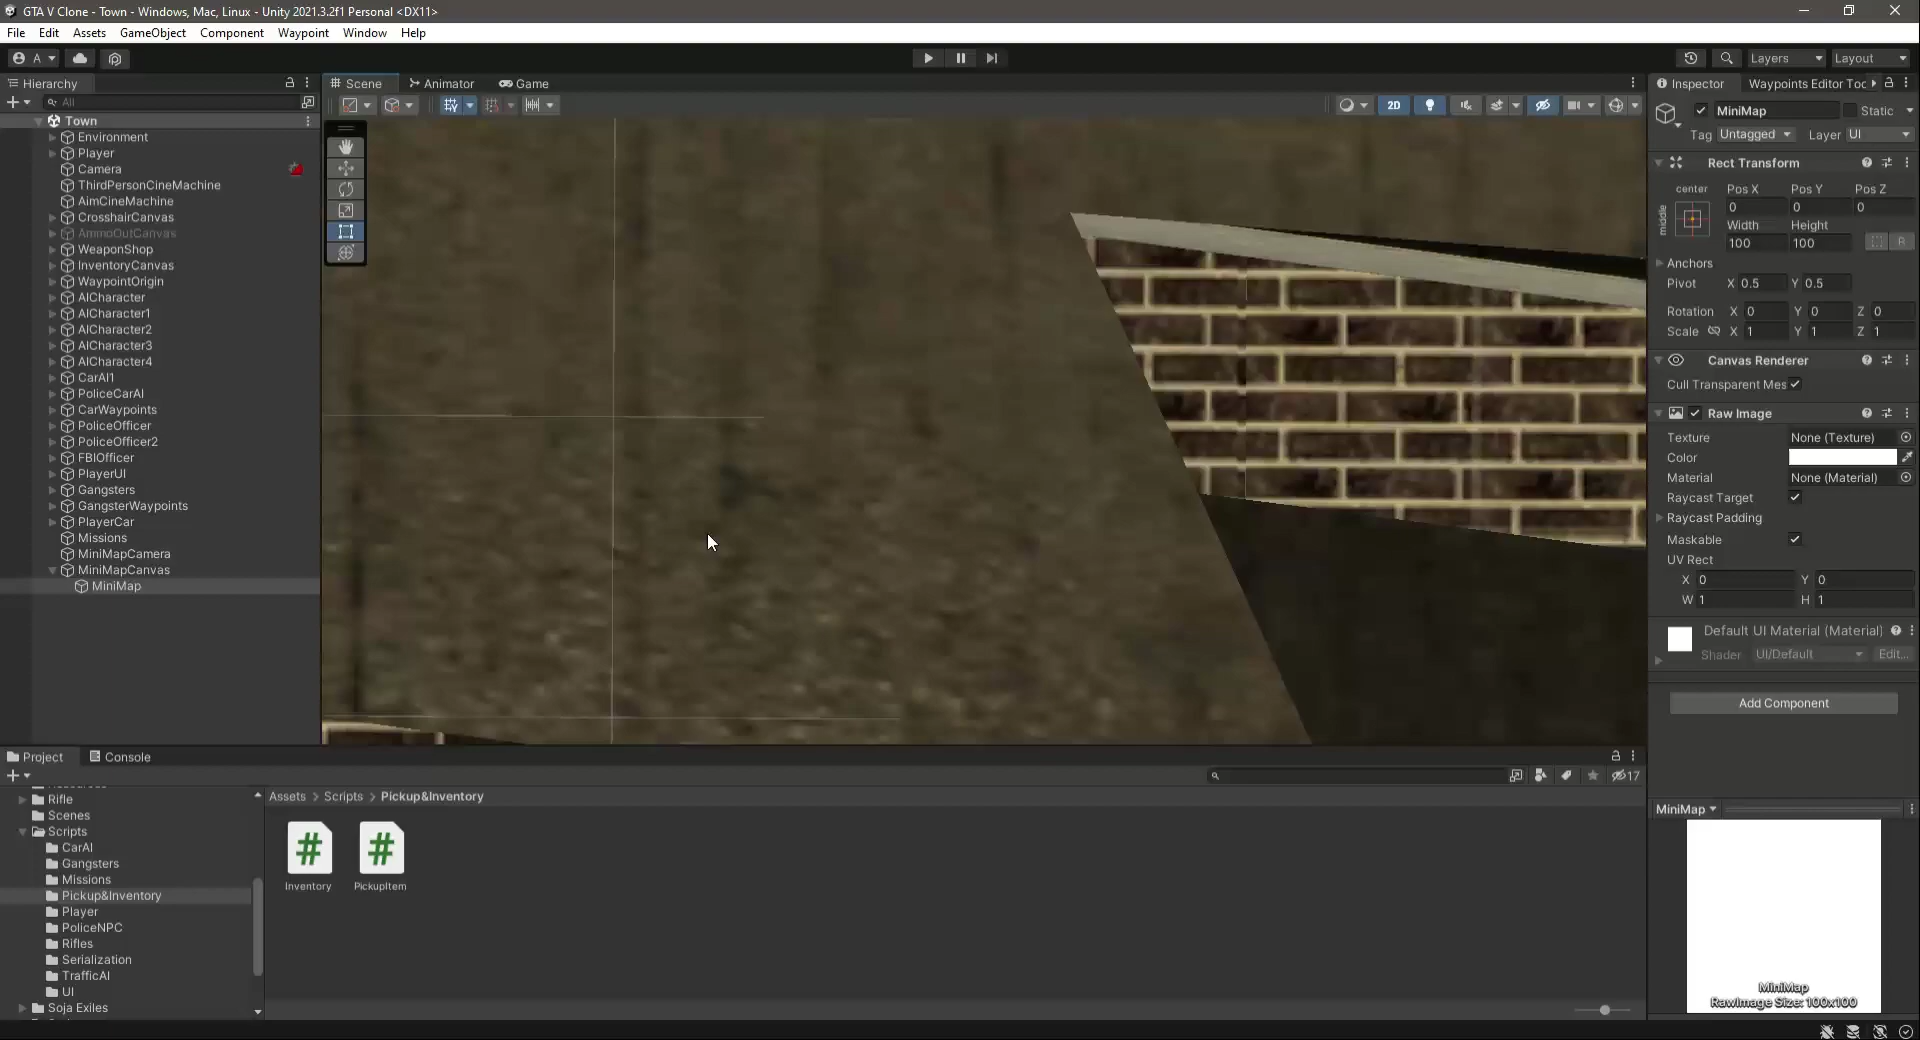 GTA V Clone - Town - Windows, Mac, Linux - Unity 2021.3.2f1 Personal <DX11>
File Edit Assets GameObject Component Waypoint Window Help
A Layers Layout
Hierarchy
All
Town
Environment
Player
Camera
ThirdPersonCineMachine
AimCineMachine
CrosshairCanvas
AmmoOutCanvas
WeaponShop
InventoryCanvas
WaypointOrigin
AICharacter
AICharacter1
AICharacter2
AICharacter3
AICharacter4
CarAI1
PoliceCarAI
CarWaypoints
PoliceOfficer
PoliceOfficer2
FBIOfficer
PlayerUI
Gangsters
GangsterWaypoints
PlayerCar
Missions
MiniMapCamera
MiniMapCanvas
MiniMap
Scene Animator Game
2D
Inspector Waypoints Editor Toc
MiniMap Static
Tag Untagged Layer UI
Rect Transform
center
middle
Pos X Pos Y Pos Z
0 0 0
Width Height
100 100 R
Anchors
Pivot X 0.5 Y 0.5
Rotation X 0 Y 0 Z 0
Scale X 1 Y 1 Z 1
Canvas Renderer
Cull Transparent Mes
Raw Image
Texture None (Texture)
Color
Material None (Material)
Raycast Target
Raycast Padding
Maskable
UV Rect
X 0 Y 0
W 1 H 1
Default UI Material (Material)
Shader UI/Default Edit...
Add Component
Project Console
17
Rifle
Scenes
Scripts
CarAI
Gangsters
Missions
Pickup&Inventory
Player
PoliceNPC
Rifles
Serialization
TrafficAI
UI
Soja Exiles
Assets > Scripts > Pickup&Inventory
# #
Inventory PickupItem
MiniMap
MiniMap
RawImage Size: 100x100